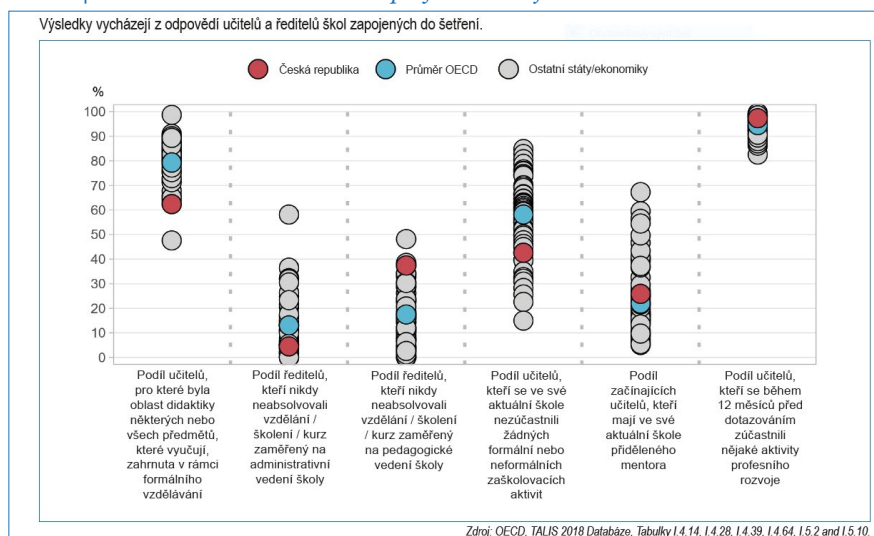 Výsledky vycházejí z odpovědí učitelů a ředitelů škol zapojených do šetření.
Česká republika
Průměr OECD
Ostatní státy/ekonomiky
%
100
90
80
70
60
50
40
30
20
10
0
Podíl učitelů,
pro které byla
oblast didaktiky
některých nebo
všech předmětů,
které vyučují,
zahrnuta v rámci
formálního
vzdělávání
Podíl ředitelů,
kteří nikdy
neabsolvovali
vzdělání /
školení / kurz
zaměřený na
administrativní
vedení školy
Podíl ředitelů,
kteří nikdy
neabsolvovali
vzdělání / školení
/ kurz zaměřený
na pedagogické
vedení školy
Podíl učitelů,
kteří se ve své
aktuální škole
nezúčastnili
žádných
formální nebo
neformálních
zaškolovacích
aktivit
Podíl
začínajících
učitelů, kteří
mají ve své
aktuální škole
přiděleného
mentora
Podíl učitelů,
kteří se během
12 měsíců před
dotazováním
zúčastnili
nějaké aktivity
profesního
rozvoje
Zdroj: OECD, TALIS 2018 Databáze, Tabulky I.4.14, I.4.28, I.4.39, I.4.64, I.5.2 and I.5.10.